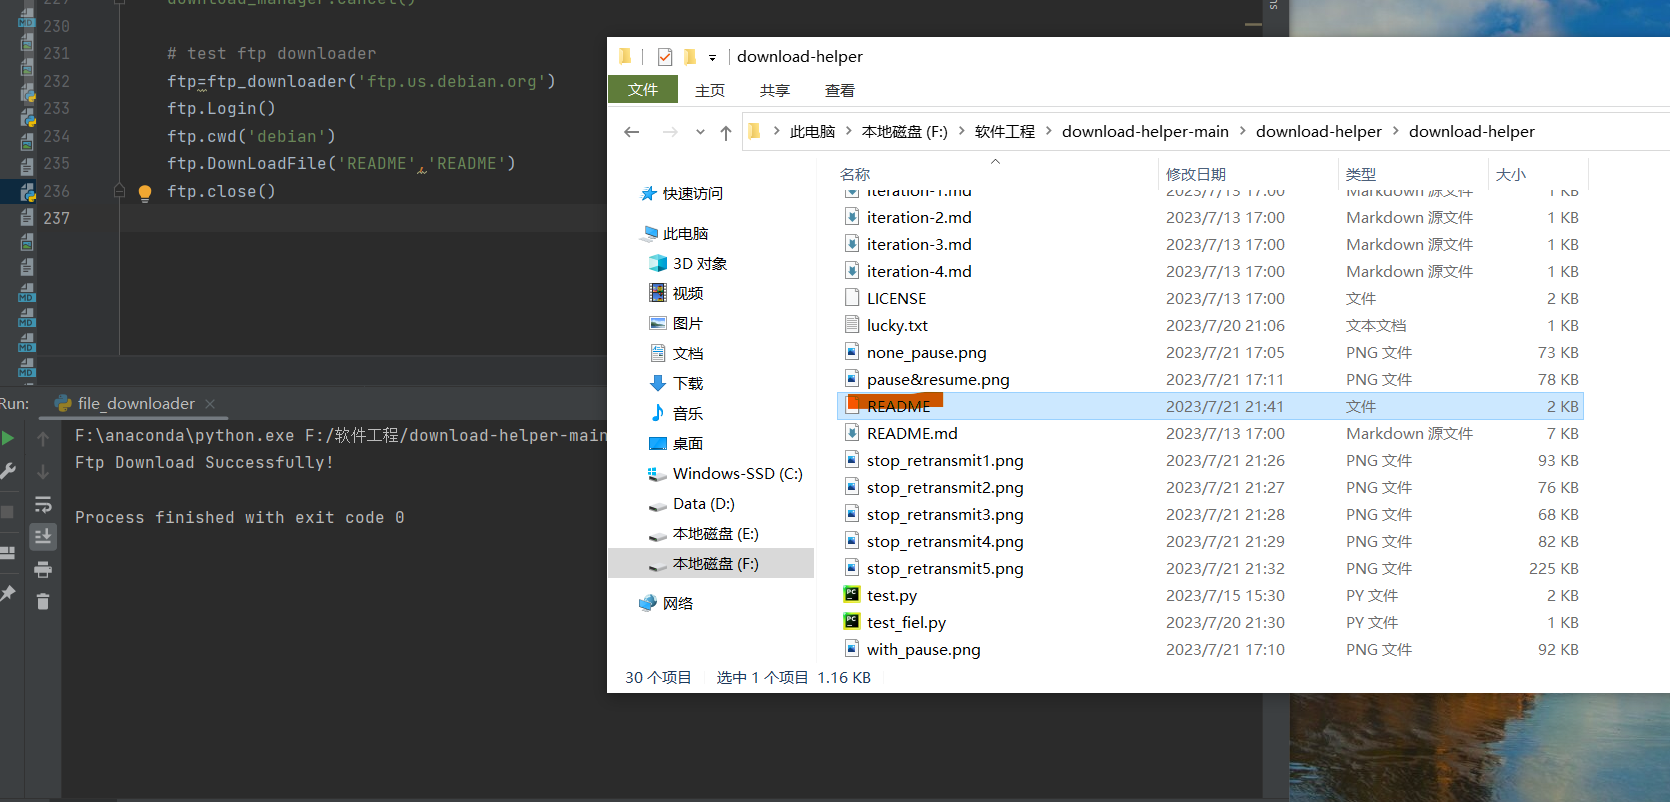 227 download_manager.cancel()
230
231 # test ftp downloader
232 ftp=ftp_downloader('ftp.us.debian.org')
233 ftp.Login()
234 ftp.cwd('debian')
235 ftp.DownLoadFile('README','README')
236 ftp.close()
237
Run: file_downloader
F:\anaconda\python.exe F:/软件工程/download-helper-main
Ftp Download Successfully!
Process finished with exit code 0
download-helper
文件 主页 共享 查看
此电脑 本地磁盘 (F:) 软件工程 download-helper-main download-helper download-helper
快速访问
此电脑
3D 对象
视频
图片
文档
下载
音乐
桌面
Windows-SSD (C:)
Data (D:)
本地磁盘 (E:)
本地磁盘 (F:)
网络
名称 修改日期 类型 大小
iteration-1.md 2023/7/13 17:00 Markdown 源文件 1 KB
iteration-2.md 2023/7/13 17:00 Markdown 源文件 1 KB
iteration-3.md 2023/7/13 17:00 Markdown 源文件 1 KB
iteration-4.md 2023/7/13 17:00 Markdown 源文件 1 KB
LICENSE 2023/7/13 17:00 文件 2 KB
lucky.txt 2023/7/20 21:06 文本文档 1 KB
none_pause.png 2023/7/21 17:05 PNG 文件 73 KB
pause&resume.png 2023/7/21 17:11 PNG 文件 78 KB
README 2023/7/21 21:41 文件 2 KB
README.md 2023/7/13 17:00 Markdown 源文件 7 KB
stop_retransmit1.png 2023/7/21 21:26 PNG 文件 93 KB
stop_retransmit2.png 2023/7/21 21:27 PNG 文件 76 KB
stop_retransmit3.png 2023/7/21 21:28 PNG 文件 68 KB
stop_retransmit4.png 2023/7/21 21:29 PNG 文件 82 KB
stop_retransmit5.png 2023/7/21 21:32 PNG 文件 225 KB
test.py 2023/7/15 15:30 PY 文件 2 KB
test_fiel.py 2023/7/20 21:30 PY 文件 1 KB
with_pause.png 2023/7/21 17:10 PNG 文件 92 KB
30 个项目 选中 1 个项目 1.16 KB